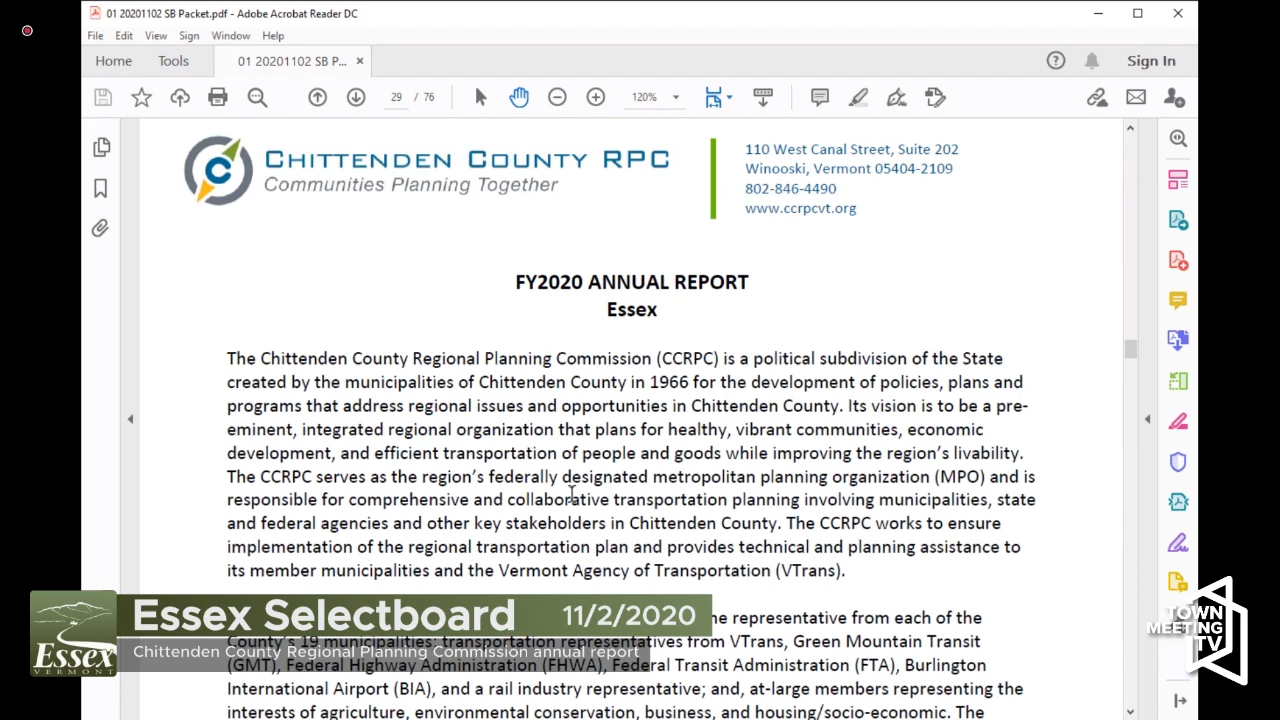 01 20201102 SB Packet.pdf - Adobe Acrobat Reader DC
File Edit View Sign Window Help
Home Tools 01 20201102 SB P... × Sign In
29 / 76 120%
CHITTENDEN COUNTY RPC
Communities Planning Together
110 West Canal Street, Suite 202
Winooski, Vermont 05404-2109
802-846-4490
www.ccrpcvt.org
FY2020 ANNUAL REPORT
Essex
The Chittenden County Regional Planning Commission (CCRPC) is a political subdivision of the State
created by the municipalities of Chittenden County in 1966 for the development of policies, plans and
programs that address regional issues and opportunities in Chittenden County. Its vision is to be a pre-
eminent, integrated regional organization that plans for healthy, vibrant communities, economic
development, and efficient transportation of people and goods while improving the region's livability.
The CCRPC serves as the region's federally designated metropolitan planning organization (MPO) and is
responsible for comprehensive and collaborative transportation planning involving municipalities, state
and federal agencies and other key stakeholders in Chittenden County. The CCRPC works to ensure
implementation of the regional transportation plan and provides technical and planning assistance to
its member municipalities and the Vermont Agency of Transportation (VTrans).
representative from each of the
County's 19 municipalities; transportation representatives from VTrans, Green Mountain Transit
(GMT), Federal Highway Administration (FHWA), Federal Transit Administration (FTA), Burlington
International Airport (BIA), and a rail industry representative; and, at-large members representing the
interests of agriculture, environmental conservation, business, and housing/socio-economic. The
Essex Selectboard 11/2/2020
Chittenden County Regional Planning Commission annual report
Essex
VERMONT
TOWN
MEETING
TV